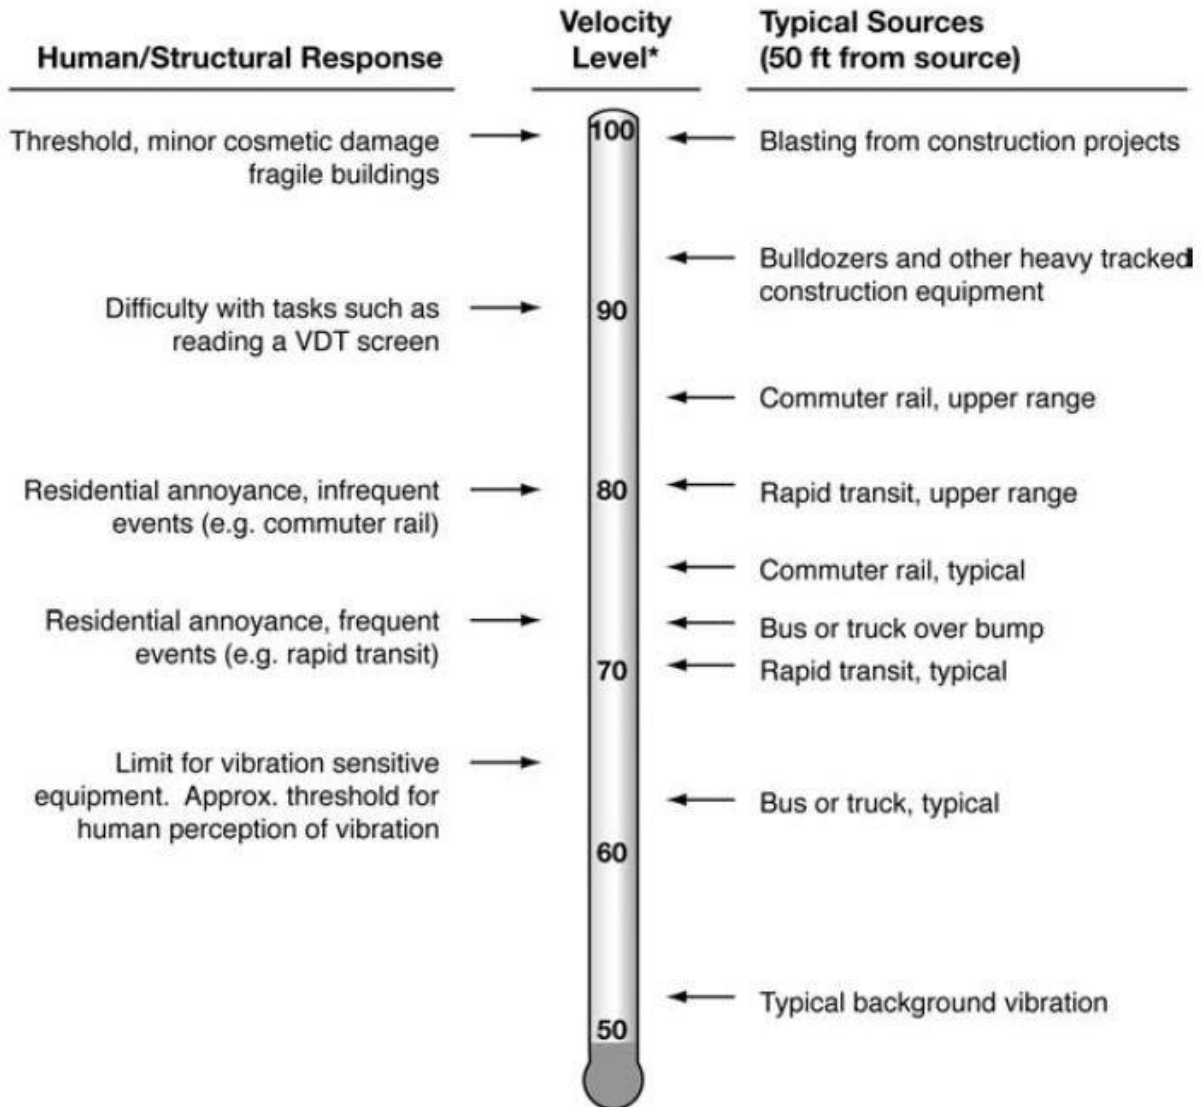 Human/Structural Response
Velocity
Level*
Typical Sources
(50 ft from source)
Threshold, minor cosmetic damage
fragile buildings
100
Blasting from construction projects
Bulldozers and other heavy tracked
construction equipment
Difficulty with tasks such as
reading a VDT screen
90
Commuter rail, upper range
Residential annoyance, infrequent
events (e.g. commuter rail)
80
Rapid transit, upper range
Commuter rail, typical
Residential annoyance, frequent
events (e.g. rapid transit)
Bus or truck over bump
70
Rapid transit, typical
Limit for vibration sensitive
equipment. Approx. threshold for
human perception of vibration
Bus or truck, typical
60
Typical background vibration
50